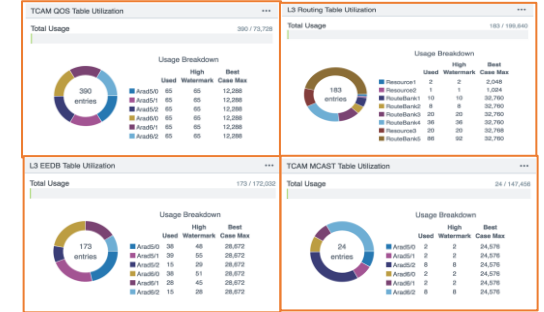 TCAM QOS Table Utilization
Total Usage 390 / 73,728
Usage Breakdown
High Best
Used Watermark Case Max
390
entries
Arad5/0 65 65 12,288
Arad5/1 65 65 12,288
Arad5/2 65 65 12,288
Arad6/0 65 65 12,288
Arad6/1 65 65 12,288
Arad6/2 65 65 12,288
L3 Routing Table Utilization
Total Usage 183 / 189,640
Usage Breakdown
High Best
Used Watermark Case Max
183
entries
Resource1 2 2 2,048
Resource2 1 1 1,024
RouteBank1 10 10 32,760
RouteBank2 8 8 32,760
RouteBank3 20 20 32,760
RouteBank4 36 36 32,760
Resource3 20 20 32,768
RouteBank5 86 92 32,760
L3 EEDB Table Utilization
Total Usage 173 / 172,032
Usage Breakdown
High Best
Used Watermark Case Max
173
entries
Arad5/0 38 48 28,672
Arad5/1 39 55 28,672
Arad5/2 15 29 28,672
Arad6/0 38 51 28,672
Arad6/1 28 45 28,672
Arad6/2 15 28 28,672
TCAM MCAST Table Utilization
Total Usage 24 / 147,456
Usage Breakdown
High Best
Used Watermark Case Max
24
entries
Arad5/0 2 2 24,576
Arad5/1 2 2 24,576
Arad5/2 8 8 24,576
Arad6/0 2 2 24,576
Arad6/1 2 2 24,576
Arad6/2 8 8 24,576